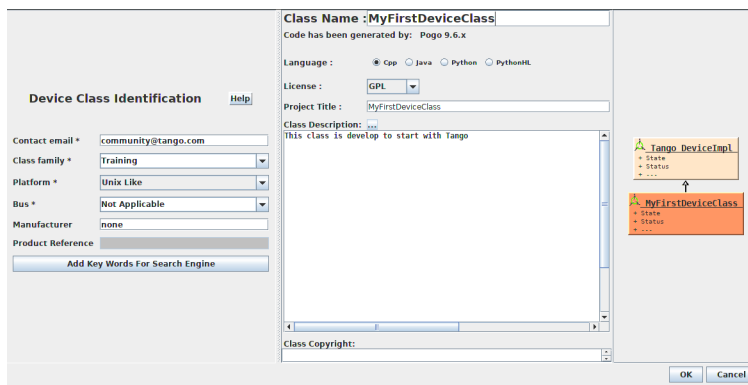 Class Name : MyFirstDeviceClass
Code has been generated by: Pogo 9.6.x
Language : Cpp Java Python PythonHL
License : GPL
Project Title : MyFirstDeviceClass
Class Description: ...
This class is develop to start with Tango
Class Copyright:
Device Class Identification Help
Contact email * community@tango.com
Class family * Training
Platform * Unix Like
Bus * Not Applicable
Manufacturer none
Product Reference
Add Key Words For Search Engine
Tango DeviceImpl
+ State
+ Status
+ ...
MyFirstDeviceClass
+ State
+ Status
+ ...
OK Cancel